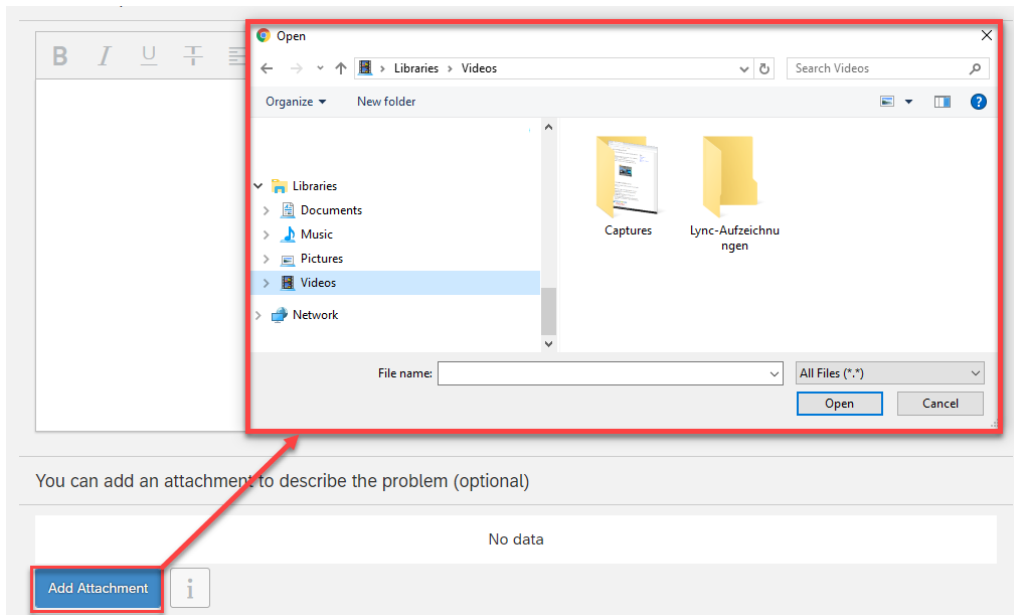 B I U T
Open
Libraries > Videos
Search Videos
Organize
New folder
Libraries
Documents
Music
Pictures
Videos
Network
Captures
Lync-Aufzeichnu
ngen
File name:
All Files (*.*)
Open
Cancel
You can add an attachment to describe the problem (optional)
No data
Add Attachment
i